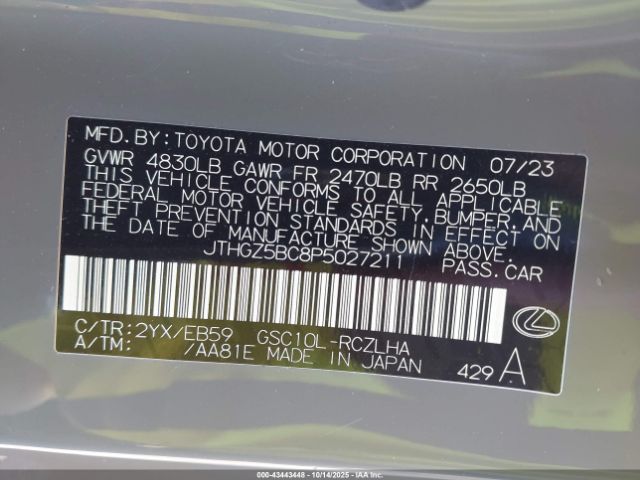 MFD.BY:TOYOTA MOTOR CORPORATION 07/23
GVWR 4830LB GAWR FR 2470LB RR 2650LB
THIS VEHICLE CONFORMS TO ALL APPLICABLE
FEDERAL MOTOR VEHICLE SAFETY,BUMPER,AND
THEFT PREVENTION STANDARDS IN EFFECT ON
THE DATE OF MANUFACTURE SHOWN ABOVE.
JTHGZ5BC8P5027211 PASS.CAR
C/TR:2YX/EB59 GSC10L-RCZLHA
A/TM: /AA81E MADE IN JAPAN 429 A
000-43443448 | 10/14/2025 | IAAI.COM